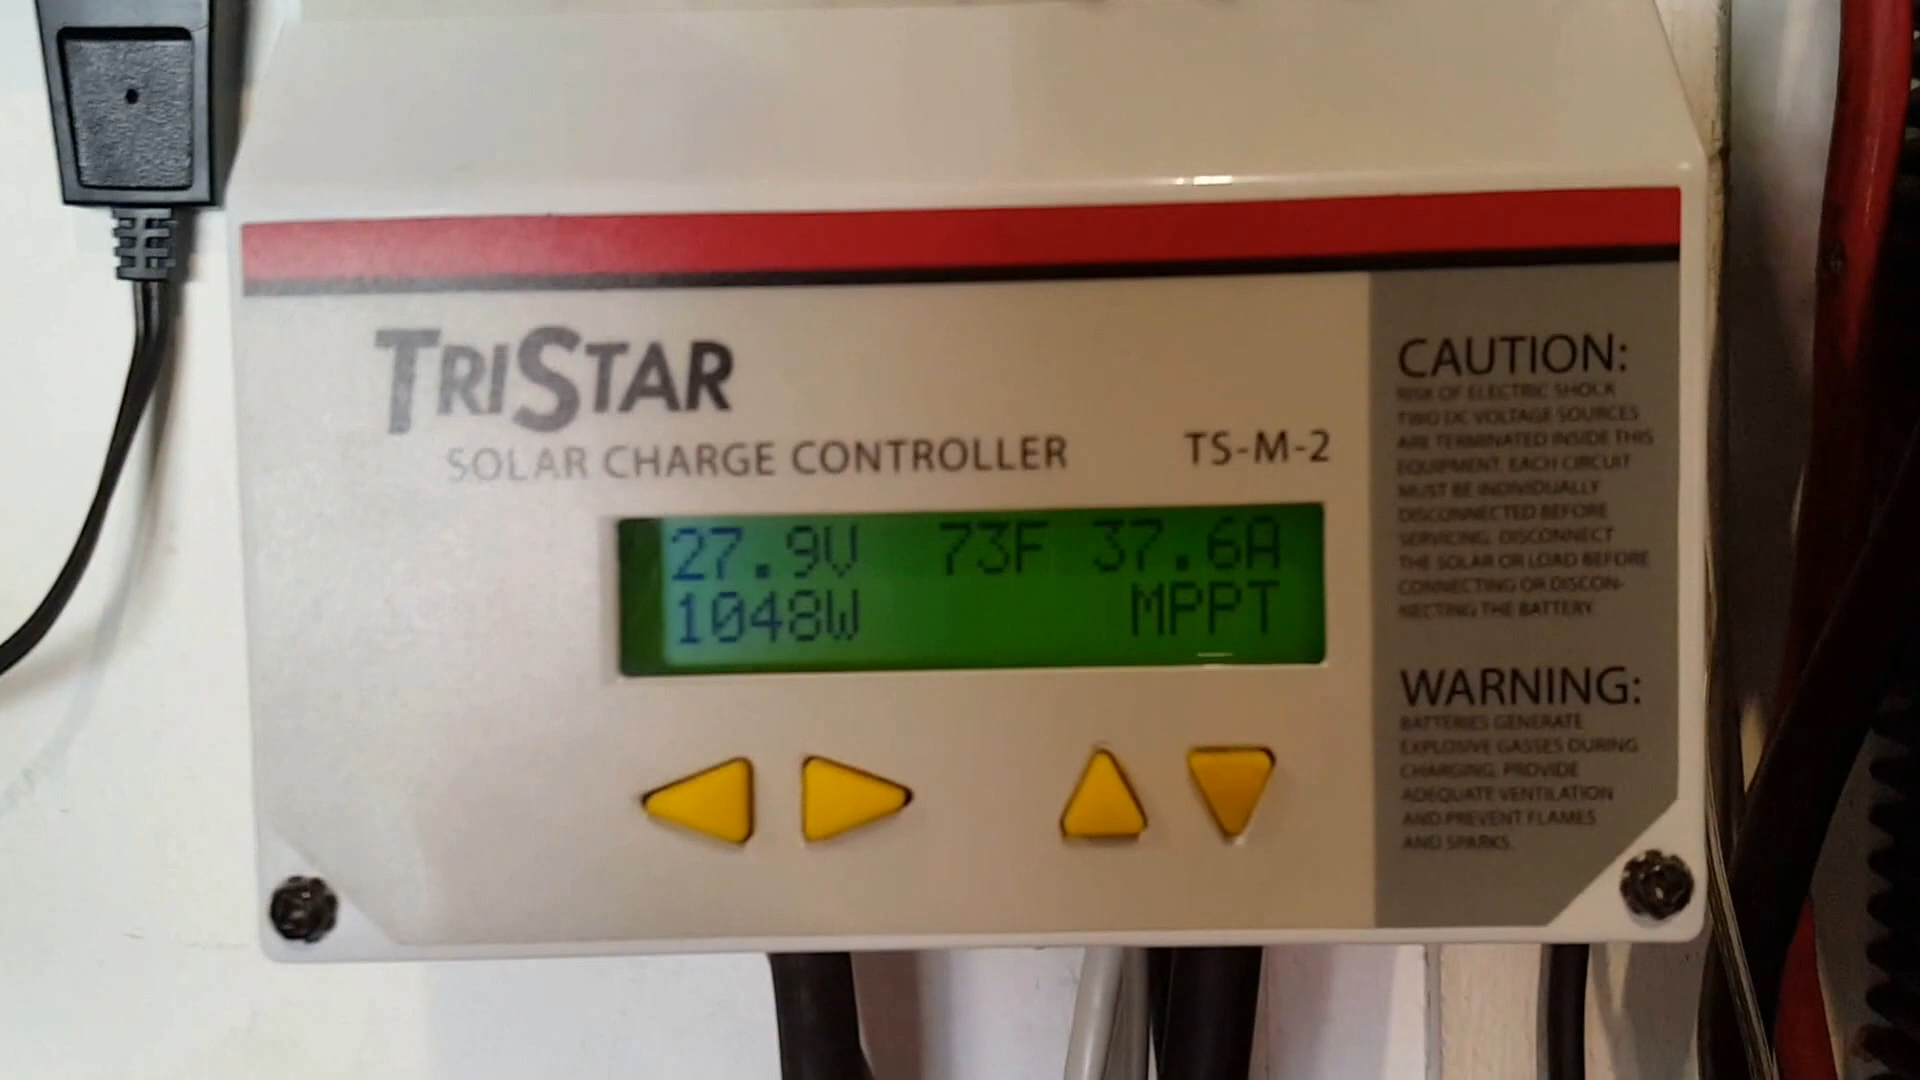 TRISTAR
SOLAR CHARGE CONTROLLER
TS-M-2
27.9V 73F 37.6A
1048W MPPT
CAUTION:
RISK OF ELECTRIC SHOCK
TWO DC VOLTAGE SOURCES
ARE TERMINATED INSIDE THIS
EQUIPMENT. EACH CIRCUIT
MUST BE INDIVIDUALLY
DISCONNECTED BEFORE
SERVICING. DISCONNECT
THE SOLAR OR LOAD BEFORE
CONNECTING OR DISCON-
NECTING THE BATTERY.
WARNING:
BATTERIES GENERATE
EXPLOSIVE GASSES DURING
CHARGING. PROVIDE
ADEQUATE VENTILATION
AND PREVENT FLAMES
AND SPARKS.